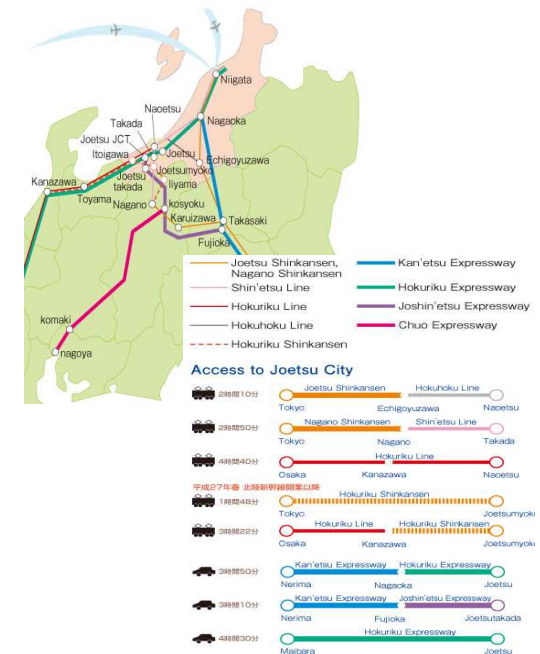 Niigata
Naoetsu
Nagaoka
Takada
Joetsu JCT
Itoigawa
Joetsu
Echigoyuzawa
Kanazawa
Joetsu
takada
Joetsumyoko
Iiyama
Toyama
Nagano
kosyoku
Karuizawa
Takasaki
Fujioka
komaki
nagoya
Joetsu Shinkansen,
Nagano Shinkansen
Shin'etsu Line
Hokuriku Line
Hokuhoku Line
Hokuriku Shinkansen
Kan'etsu Expressway
Hokuriku Expressway
Joshin'etsu Expressway
Chuo Expressway
Access to Joetsu City
2時間10分 Joetsu Shinkansen Hokuhoku Line
Tokyo Echigoyuzawa Naoetsu
2時間50分 Nagano Shinkansen Shin'etsu Line
Tokyo Nagano Takada
4時間40分 Hokuriku Line
Osaka Kanazawa Naoetsu
平成27年春 北陸新幹線開業以降
1時間48分 Hokuriku Shinkansen
Tokyo Joetsumyoko
3時間22分 Hokuriku Line Hokuriku Shinkansen
Osaka Kanazawa Joetsumyoko
3時間50分 Kan'etsu Expressway Hokuriku Expressway
Nerima Nagaoka Joetsu
3時間10分 Kan'etsu Expressway Joshin'etsu Expressway
Nerima Fujioka Joetsutakada
4時間30分 Hokuriku Expressway
Maibara Joetsu